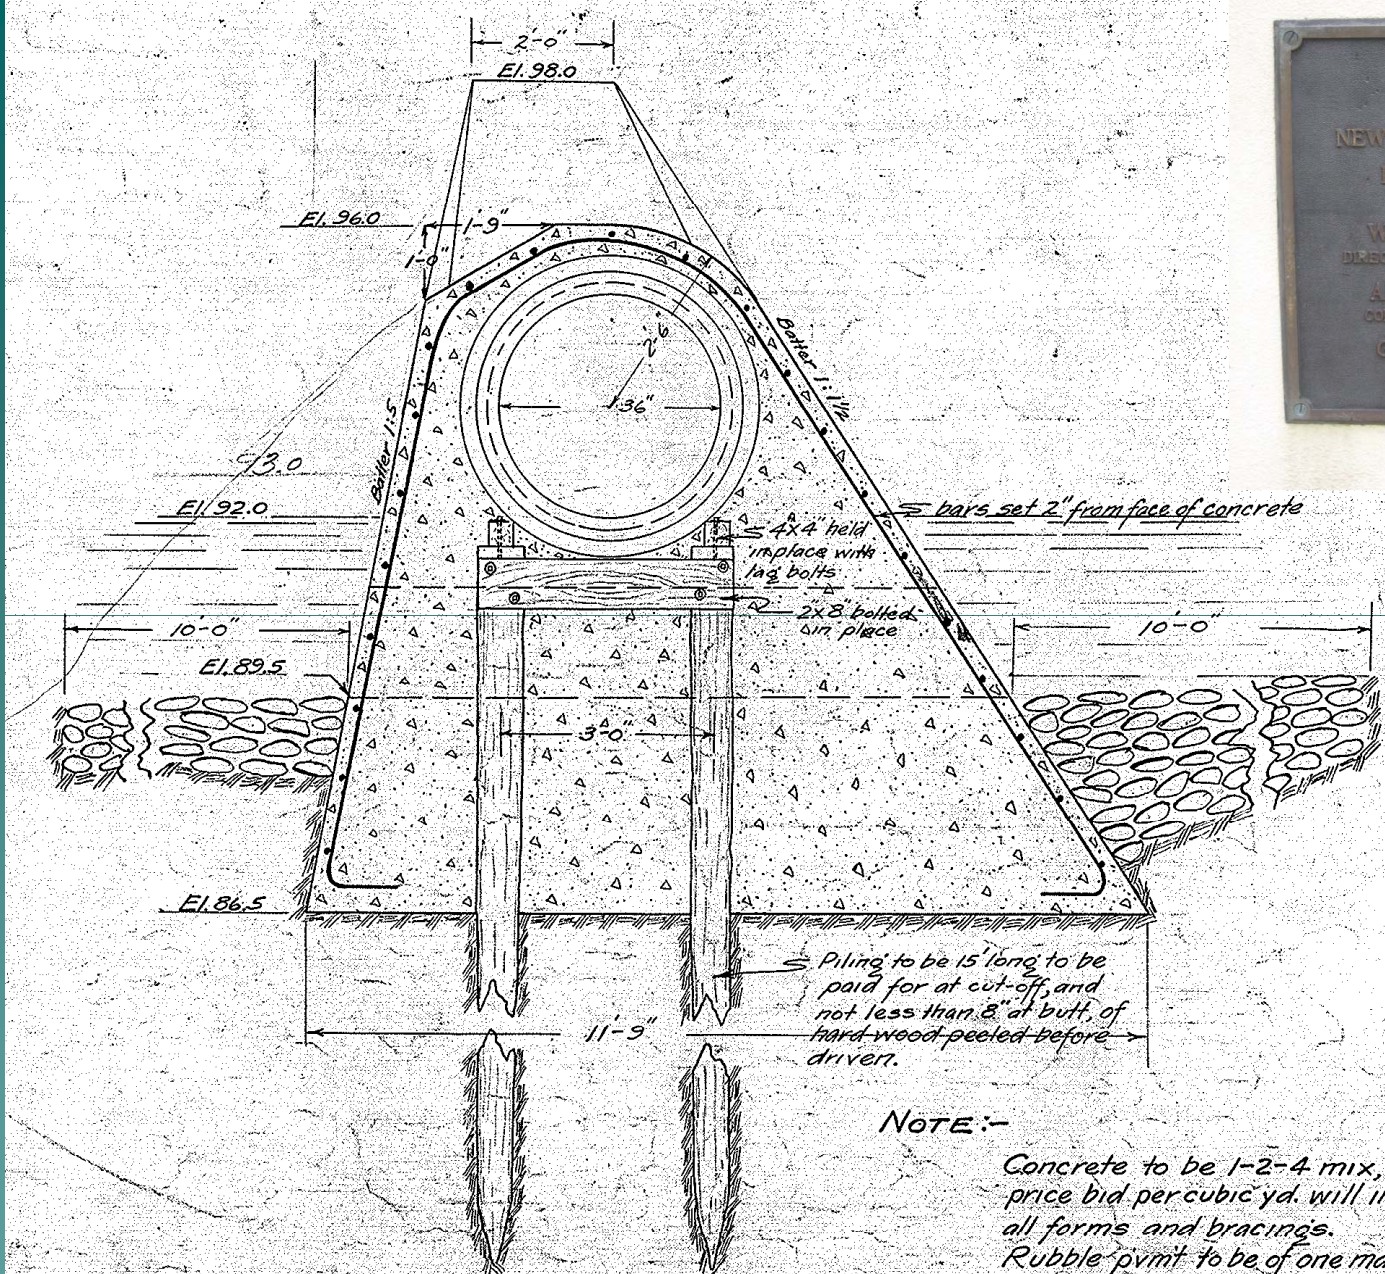 2'-0"
El. 98.0
El. 96.0
1'-9"
1'-0"
Batter 1:5
Batter 1:1½
2'-6"
36"
93.0
El. 92.0
bars set 2" from face of concrete
4x4" held
in place with
lag bolts
2x8" bolted
in place
10'-0"
10'-0"
El. 89.5
3'-0"
El. 86.5
Piling to be 15' long to be
paid for at cut-off, and
not less than 8" at butt, of
hard wood peeled before
driven.
11'-9"
NOTE:-
Concrete to be 1-2-4 mix,
price bid per cubic yd. will
all forms and bracings.
Rubble pvm't to be of one
NEW
DIREC